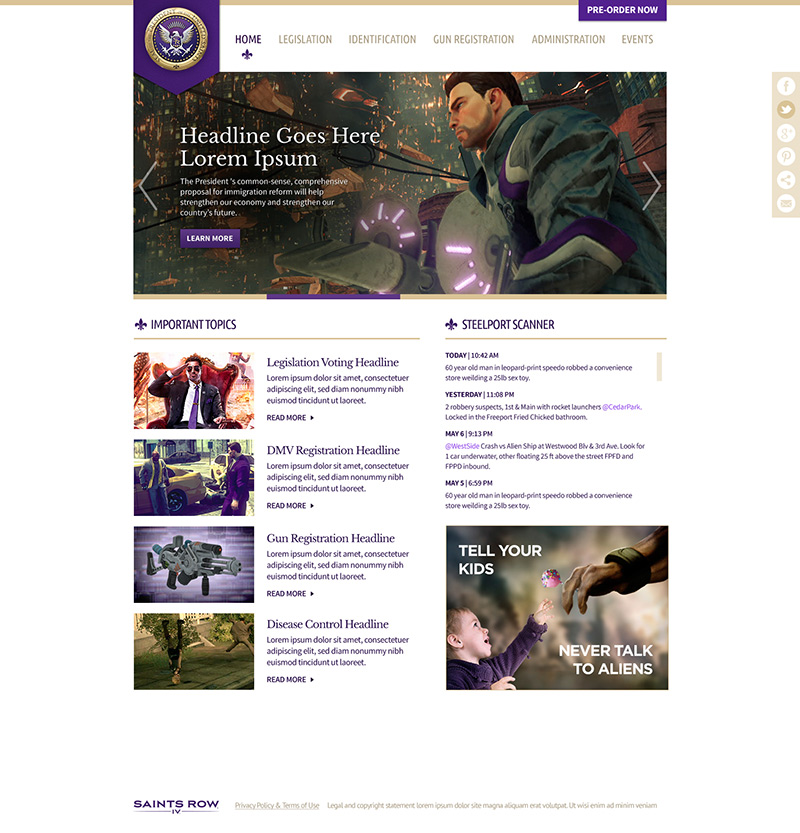 PRE-ORDER NOW
HOME LEGISLATION IDENTIFICATION GUN REGISTRATION ADMINISTRATION EVENTS
Headline Goes Here
Lorem Ipsum
The President 's common-sense, comprehensive
proposal for immigration reform will help
strengthen our economy and strengthen our
country's future.
LEARN MORE
IMPORTANT TOPICS
Legislation Voting Headline
Lorem ipsum dolor sit amet, consectetuer
adipiscing elit, sed diam nonummy nibh
euismod tincidunt ut laoreet.
READ MORE
DMV Registration Headline
Lorem ipsum dolor sit amet, consectetuer
adipiscing elit, sed diam nonummy nibh
euismod tincidunt ut laoreet.
READ MORE
Gun Registration Headline
Lorem ipsum dolor sit amet, consectetuer
adipiscing elit, sed diam nonummy nibh
euismod tincidunt ut laoreet.
READ MORE
Disease Control Headline
Lorem ipsum dolor sit amet, consectetuer
adipiscing elit, sed diam nonummy nibh
euismod tincidunt ut laoreet.
READ MORE
STEELPORT SCANNER
TODAY | 10:42 AM
60 year old man in leopard-print speedo robbed a convenience
store weilding a 25lb sex toy.
YESTERDAY | 11:08 PM
2 robbery suspects, 1st & Main with rocket launchers @CedarPark.
Locked in the Freeport Fried Chicked bathroom.
MAY 6 | 9:13 PM
@WestSide Crash vs Alien Ship at Westwood Blv & 3rd Ave. Look for
1 car underwater, other floating 25 ft above the street FPFD and
FPPD inbound.
MAY 5 | 6:59 PM
60 year old man in leopard-print speedo robbed a convenience
store weilding a 25lb sex toy.
TELL YOUR
KIDS
NEVER TALK
TO ALIENS
SAINTS ROW
IV
Privacy Policy & Terms of Use Legal and copyright statement lorem ipsum dolor site magna aliquam erat volutpat. Ut wisi enim ad minim veniam